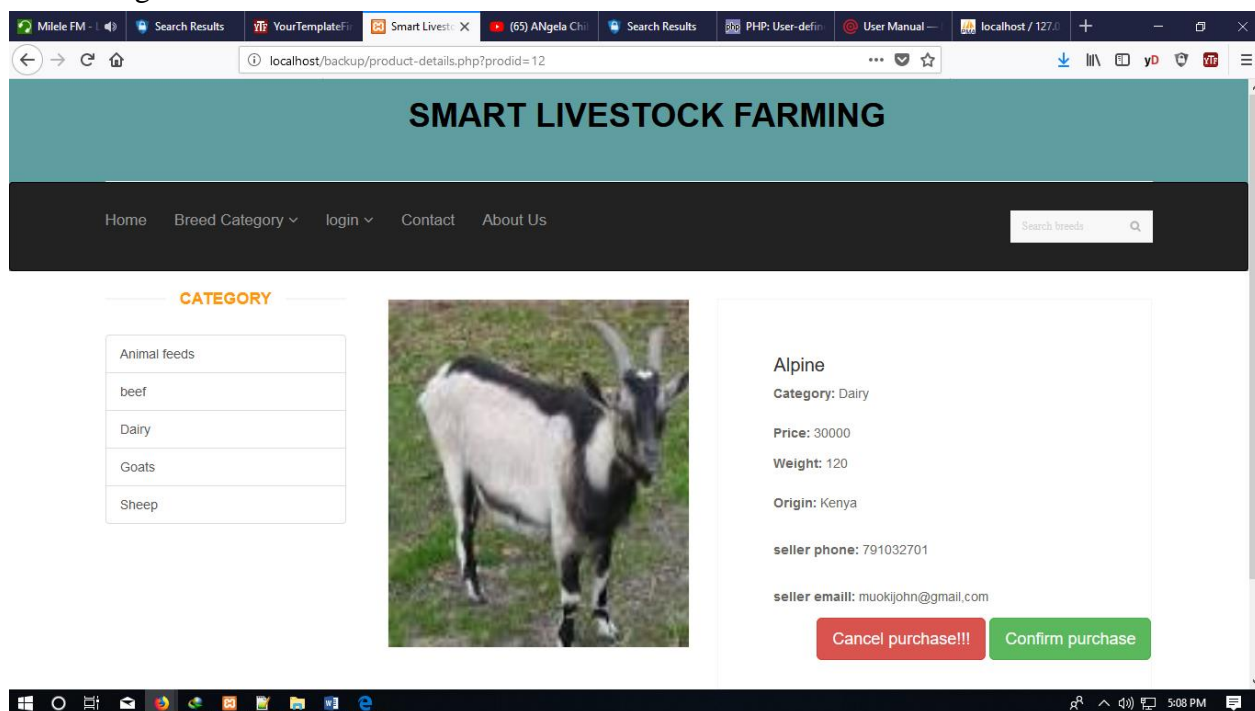 Milele FM - L
Search Results
YourTemplateFi
Smart Livesto
(65) ANgela Chi
Search Results
PHP: User-defin
User Manual —
localhost / 127.0
localhost/backup/product-details.php?prodid=12
SMART LIVESTOCK FARMING
Home Breed Category login Contact About Us
Search breeds
CATEGORY
Animal feeds
beef
Dairy
Goats
Sheep
Alpine
Category: Dairy
Price: 30000
Weight: 120
Origin: Kenya
seller phone: 791032701
seller emaill: muokijohn@gmail,com
Cancel purchase!!! Confirm purchase
5:08 PM